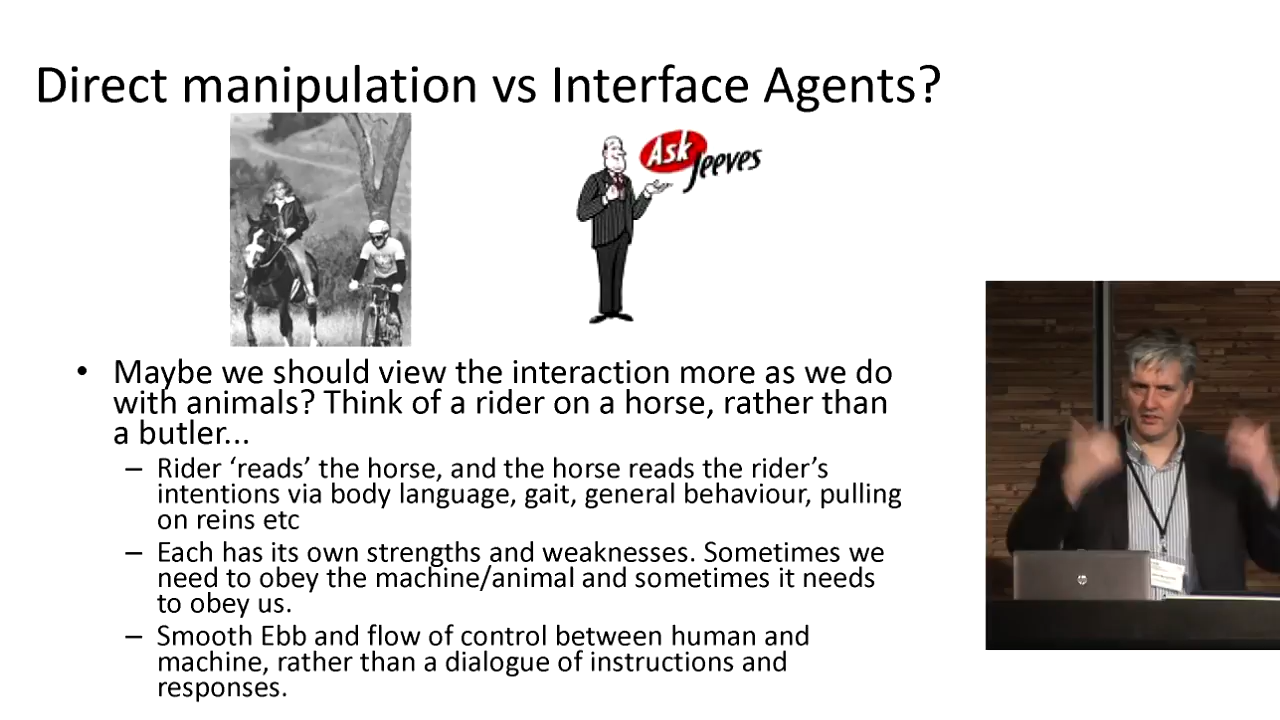 Direct manipulation vs Interface Agents?
Ask
Jeeves
• Maybe we should view the interaction more as we do
with animals? Think of a rider on a horse, rather than
a butler...
– Rider ‘reads’ the horse, and the horse reads the rider’s
intentions via body language, gait, general behaviour, pulling
on reins etc
– Each has its own strengths and weaknesses. Sometimes we
need to obey the machine/animal and sometimes it needs
to obey us.
– Smooth Ebb and flow of control between human and
machine, rather than a dialogue of instructions and
responses.
hp